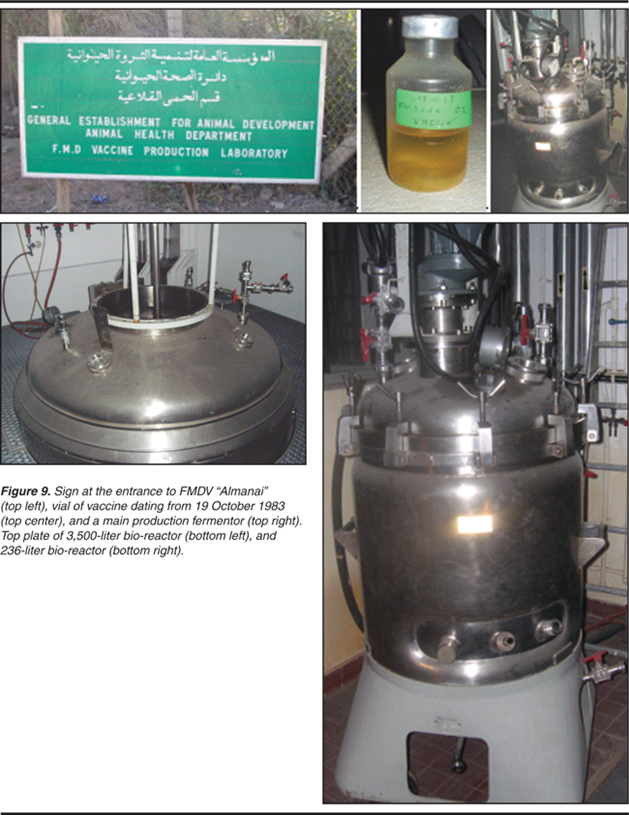 المؤسسة العامة لتنمية الثروة الحيوانية
دائرة الصحة الحيوانية
قسم الحمى القلاعية
GENERAL ESTABLISHMENT FOR ANIMAL DEVELOPMENT
ANIMAL HEALTH DEPARTMENT
F.M.D VACCINE PRODUCTION LABORATORY
Figure 9. Sign at the entrance to FMDV “Almanai”
(top left), vial of vaccine dating from 19 October 1983
(top center), and a main production fermentor (top right).
Top plate of 3,500-liter bio-reactor (bottom left), and
236-liter bio-reactor (bottom right).